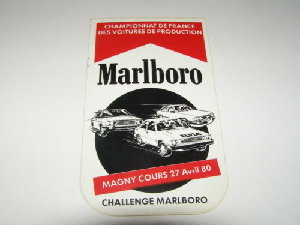 CHAMPIONNAT DE FRANCE
DES VOITURES DE PRODUCTION
Marlboro
MAGNY COURS 27 Avril 80
CHALLENGE MARLBORO